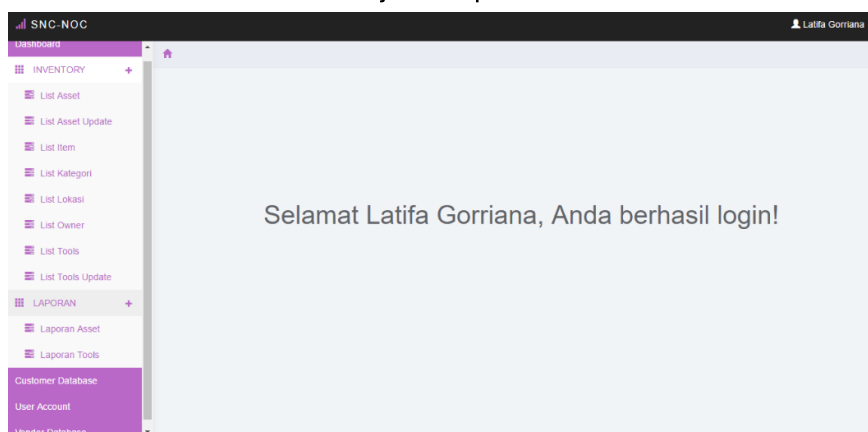 SNC-NOC
Latifa Gorriana
Dashboard
INVENTORY +
List Asset
List Asset Update
List Item
List Kategori
List Lokasi
List Owner
List Tools
List Tools Update
LAPORAN +
Laporan Asset
Laporan Tools
Customer Database
User Account
Vendor Database
Selamat Latifa Gorriana, Anda berhasil login!